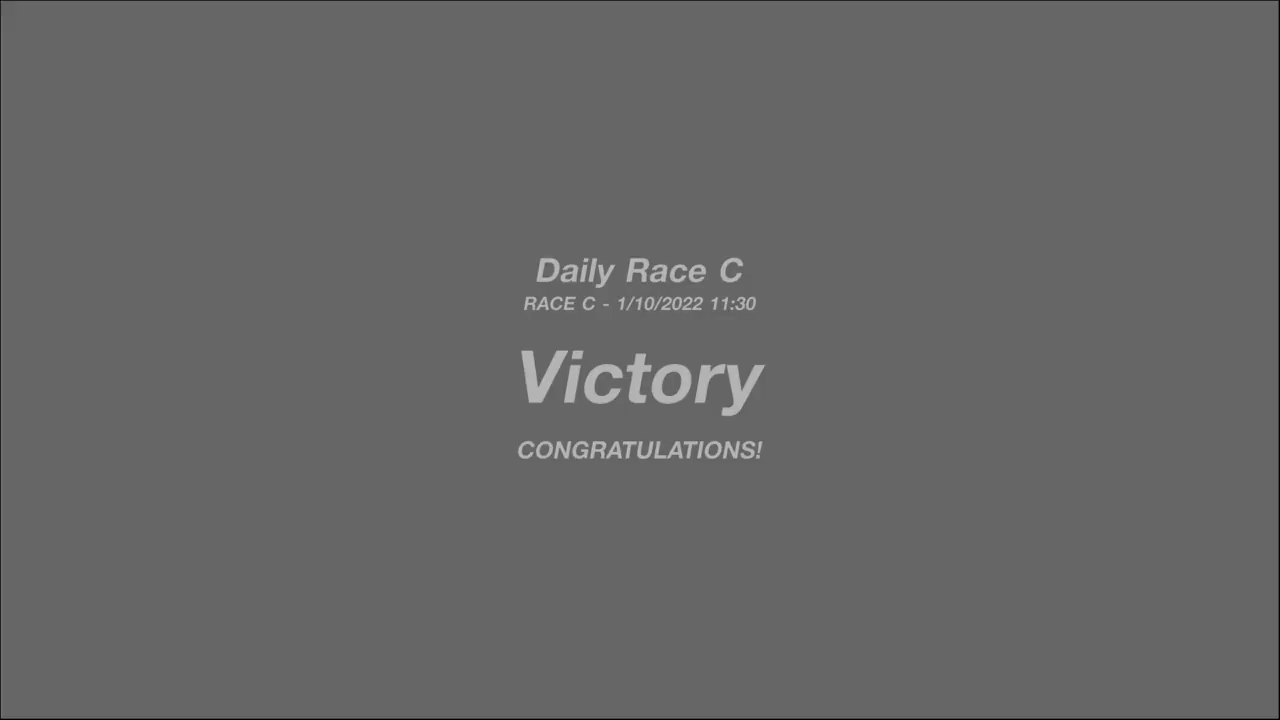 Daily Race C
RACE C - 1/10/2022 11:30
Victory
CONGRATULATIONS!